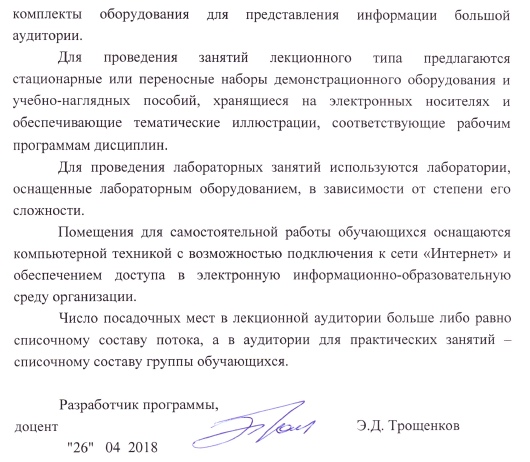 комплекты оборудования для представления информации большой
аудитории.
Для проведения занятий лекционного типа предлагаются
стационарные или переносные наборы демонстрационного оборудования и
учебно-наглядных пособий, хранящиеся на электронных носителях и
обеспечивающие тематические иллюстрации, соответствующие рабочим
программам дисциплин.
Для проведения лабораторных занятий используются лаборатории,
оснащенные лабораторным оборудованием, в зависимости от степени его
сложности.
Помещения для самостоятельной работы обучающихся оснащаются
компьютерной техникой с возможностью подключения к сети «Интернет» и
обеспечением доступа в электронную информационно-образовательную
среду организации.
Число посадочных мест в лекционной аудитории больше либо равно
списочному составу потока, а в аудитории для практических занятий –
списочному составу группы обучающихся.
Разработчик программы,
доцент Э.Д. Трощенков
"26" 04 2018